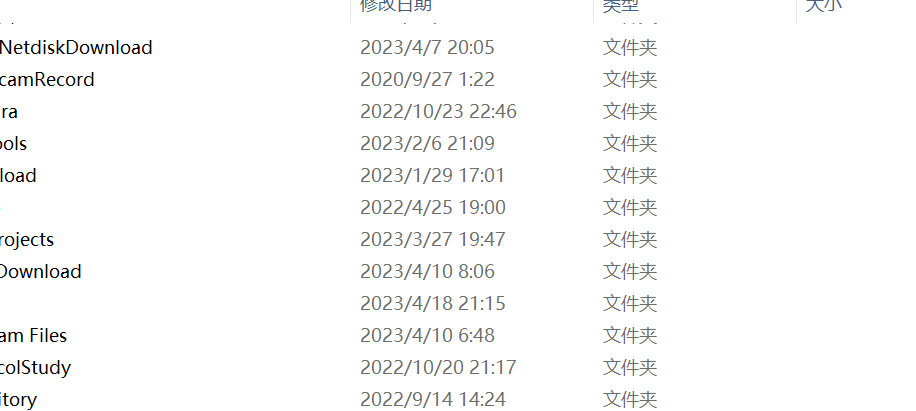 修改日期 类型 大小
NetdiskDownload 2023/4/7 20:05 文件夹
camRecord 2020/9/27 1:22 文件夹
ra 2022/10/23 22:46 文件夹
ools 2023/2/6 21:09 文件夹
load 2023/1/29 17:01 文件夹
2022/4/25 19:00 文件夹
rojects 2023/3/27 19:47 文件夹
Download 2023/4/10 8:06 文件夹
2023/4/18 21:15 文件夹
am Files 2023/4/10 6:48 文件夹
colStudy 2022/10/20 21:17 文件夹
itory 2022/9/14 14:24 文件夹